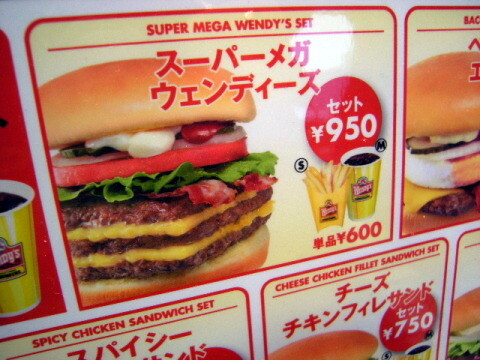 SUPER MEGA WENDY'S SET
スーパーメガ
ウェンディーズ
セット
¥950
S
M
Wendy's
単品¥600
BAC
SPICY CHICKEN SANDWICH SET
スパイシー
CHEESE CHICKEN FILLET SANDWICH SET
チーズ
チキンフィレサンド
セット
¥750